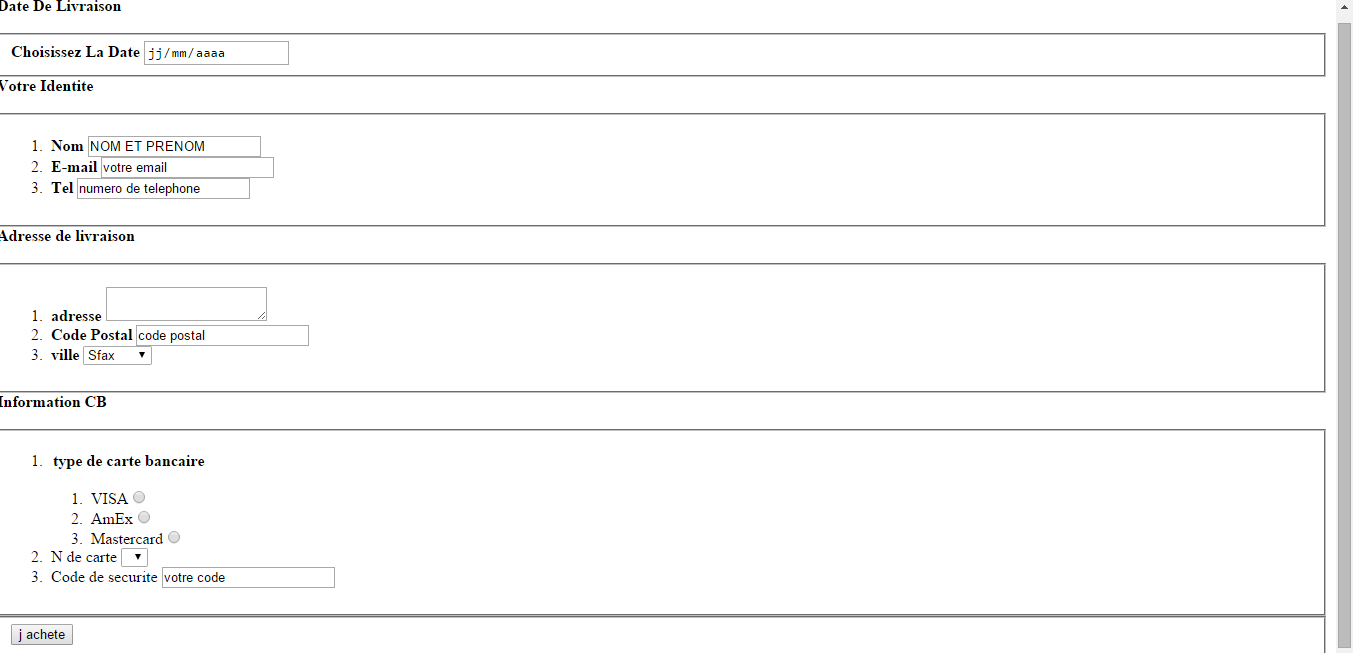 Date De Livraison
Choisissez La Date jj/mm/aaaa
Votre Identite
1. Nom NOM ET PRENOM
2. E-mail votre email
3. Tel numero de telephone
Adresse de livraison
1. adresse
2. Code Postal code postal
3. ville Sfax
Information CB
1. type de carte bancaire
1. VISA
2. AmEx
3. Mastercard
2. N de carte
3. Code de securite votre code
j achete